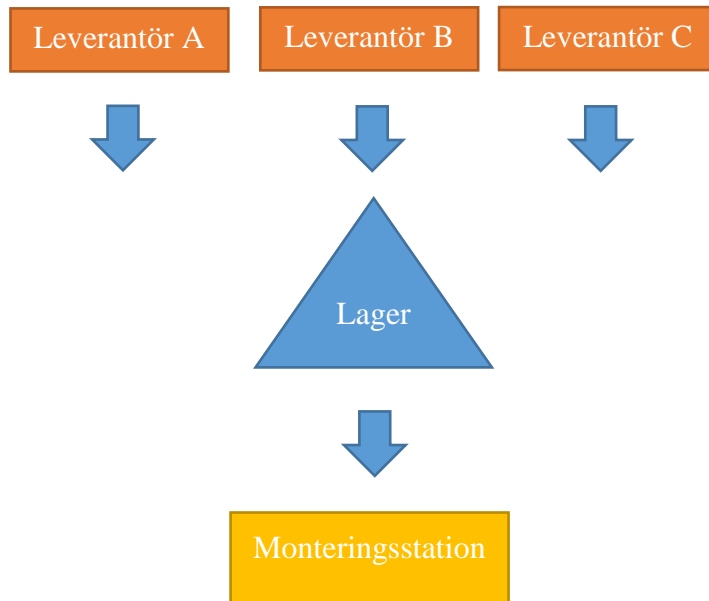 Leverantör A
Leverantör B
Leverantör C
Lager
Monteringsstation